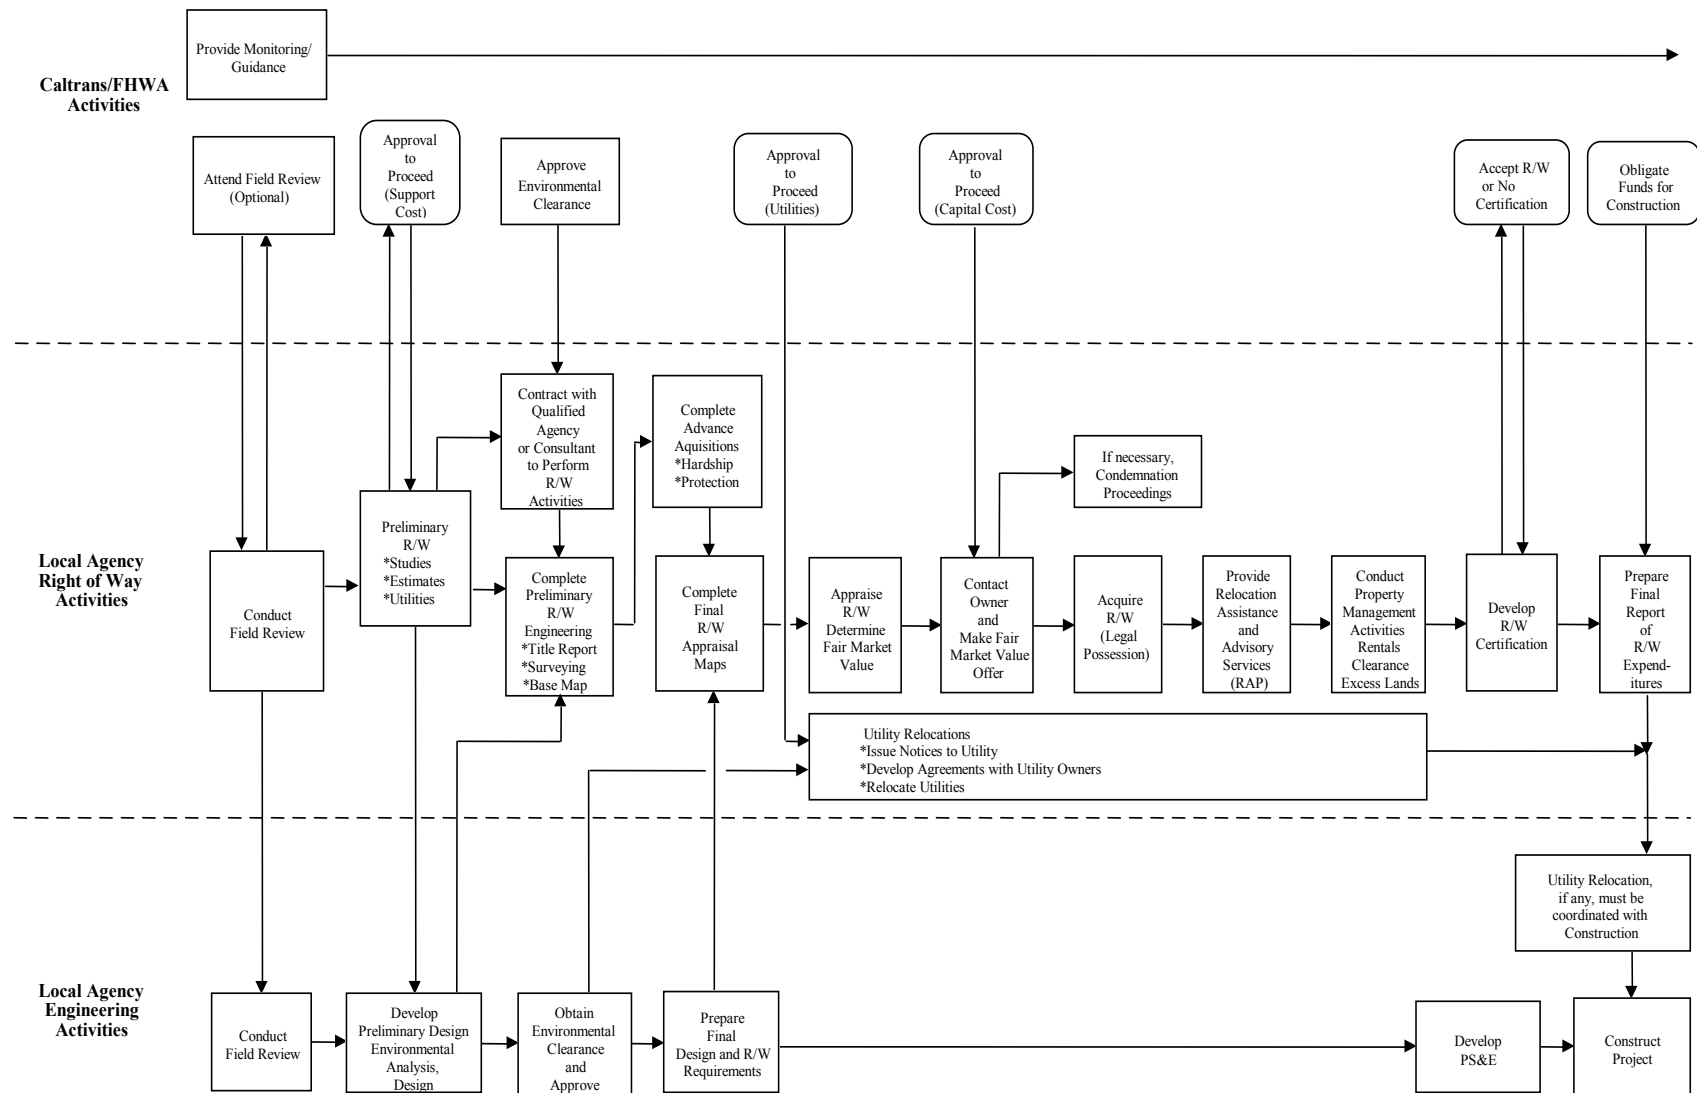 Provide Monitoring/
Guidance
Caltrans/FHWA
Activities
Attend Field Review
(Optional)
Approval
to
Proceed
(Support
Cost)
Approve
Environmental
Clearance
Approval
to
Proceed
(Utilities)
Approval
to
Proceed
(Capital Cost)
Accept R/W
or No
Certification
Obligate
Funds for
Construction
Local Agency
Right of Way
Activities
Conduct
Field Review
Preliminary
R/W
*Studies
*Estimates
*Utilities
Contract with
Qualified
Agency
or Consultant
to Perform
R/W
Activities
Complete
Preliminary
R/W
Engineering
*Title Report
*Surveying
*Base Map
Complete
Advance
Aquisitions
*Hardship
*Protection
Complete
Final
R/W
Appraisal
Maps
Appraise
R/W
Determine
Fair Market
Value
Contact
Owner
and
Make Fair
Market Value
Offer
If necessary,
Condemnation
Proceedings
Acquire
R/W
(Legal
Possession)
Provide
Relocation
Assistance
and
Advisory
Services
(RAP)
Conduct
Property
Management
Activities
Rentals
Clearance
Excess Lands
Develop
R/W
Certification
Prepare
Final
Report
of
R/W
Expend-
itures
Utility Relocations
*Issue Notices to Utility
*Develop Agreements with Utility Owners
*Relocate Utilities
Local Agency
Engineering
Activities
Conduct
Field Review
Develop
Preliminary Design
Environmental
Analysis,
Design
Obtain
Environmental
Clearance
and
Approve
Prepare
Final
Design and R/W
Requirements
Develop
PS&E
Utility Relocation,
if any, must be
coordinated with
Construction
Construct
Project